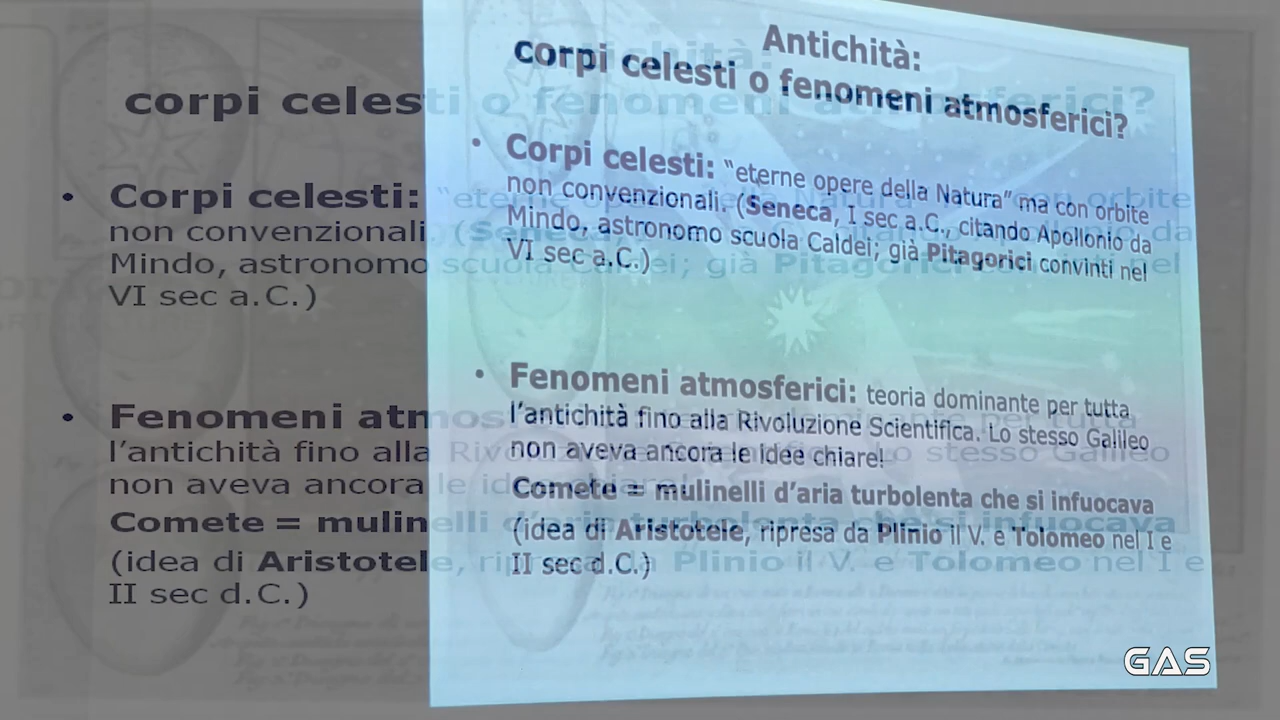 Antichità:
corpi celesti o fenomeni atmosferici?
• Corpi celesti: “eterne opere della Natura” ma con orbite
non convenzionali. (Seneca, I sec a.C., citando Apollonio da
Mindo, astronomo scuola Caldei; già Pitagorici convinti nel
VI sec a.C.)
• Fenomeni atmosferici: teoria dominante per tutta
l’antichità fino alla Rivoluzione Scientifica. Lo stesso Galileo
non aveva ancora le idee chiare!
Comete = mulinelli d’aria turbolenta che si infuocava
(idea di Aristotele, ripresa da Plinio il V. e Tolomeo nel I e
II sec d.C.)
GAS